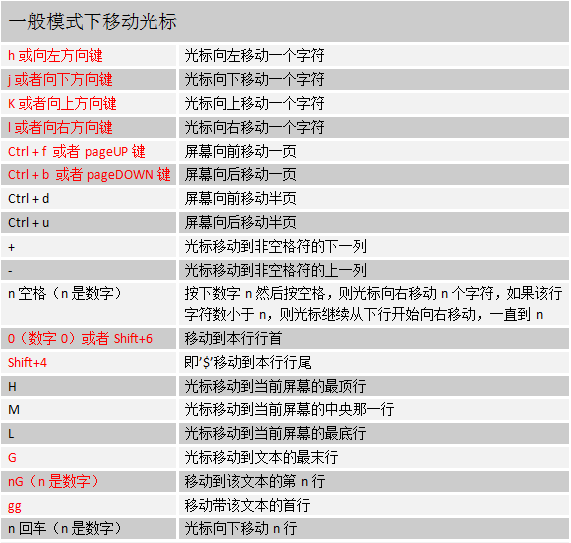 一般模式下移动光标
h 或向左方向键 光标向左移动一个字符
j 或者向下方向键 光标向下移动一个字符
K 或者向上方向键 光标向上移动一个字符
l 或者向右方向键 光标向右移动一个字符
Ctrl + f 或者 pageUP 键 屏幕向前移动一页
Ctrl + b 或者 pageDOWN 键 屏幕向后移动一页
Ctrl + d 屏幕向前移动半页
Ctrl + u 屏幕向后移动半页
+ 光标移动到非空格符的下一列
- 光标移动到非空格符的上一列
n 空格（n 是数字） 按下数字 n 然后按空格，则光标向右移动 n 个字符，如果该行
字符数小于 n，则光标继续从下行开始向右移动，一直到 n
0（数字 0）或者 Shift+6 移动到本行行首
Shift+4 即’$’移动到本行行尾
H 光标移动到当前屏幕的最顶行
M 光标移动到当前屏幕的中央那一行
L 光标移动到当前屏幕的最底行
G 光标移动到文本的最末行
nG（n 是数字） 移动到该文本的第 n 行
gg 移动带该文本的首行
n 回车（n 是数字） 光标向下移动 n 行